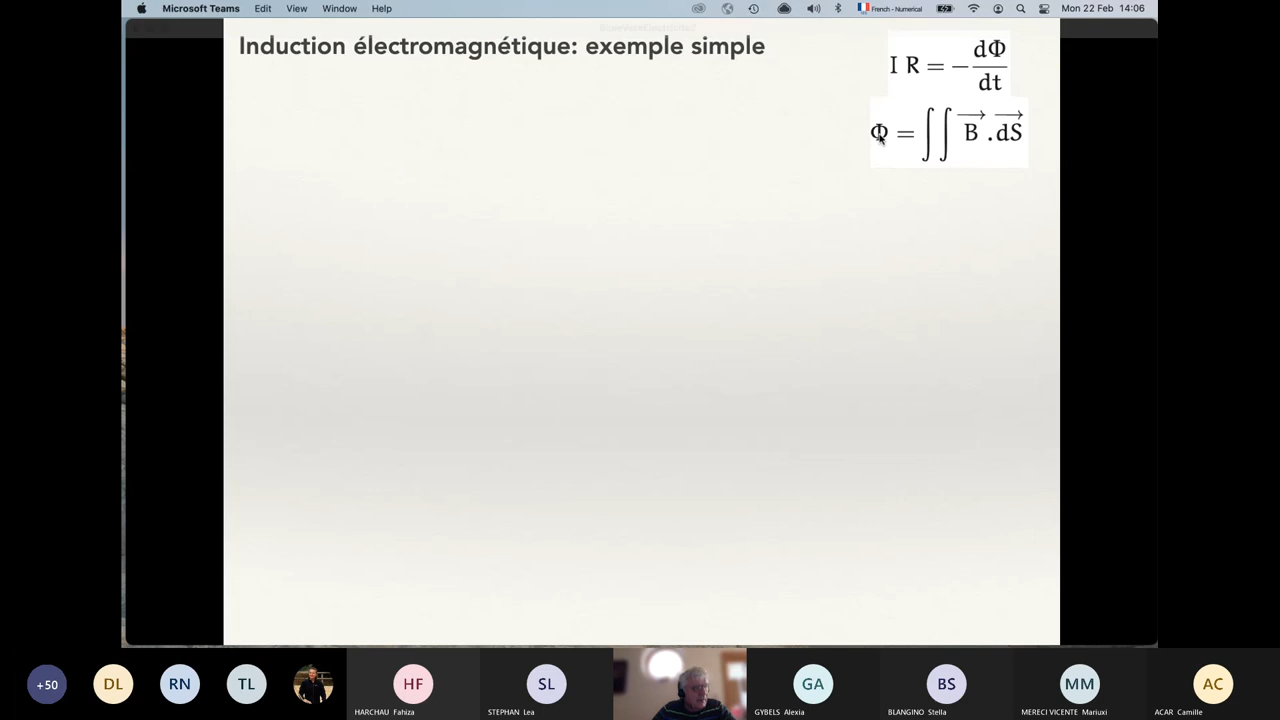 Microsoft Teams Edit View Window Help French - Numerical Mon 22 Feb 14:06
Induction électromagnétique: exemple simple
I R = − dΦ/dt
Φ = ∫∫ B⃗ . dS⃗
+50 DL RN TL HF SL GA BS MM AC
HARCHAU Fahiza STEPHAN Lea GYBELS Alexia BLANGINO Stella MERECI VICENTE Mariuxi ACAR Camille